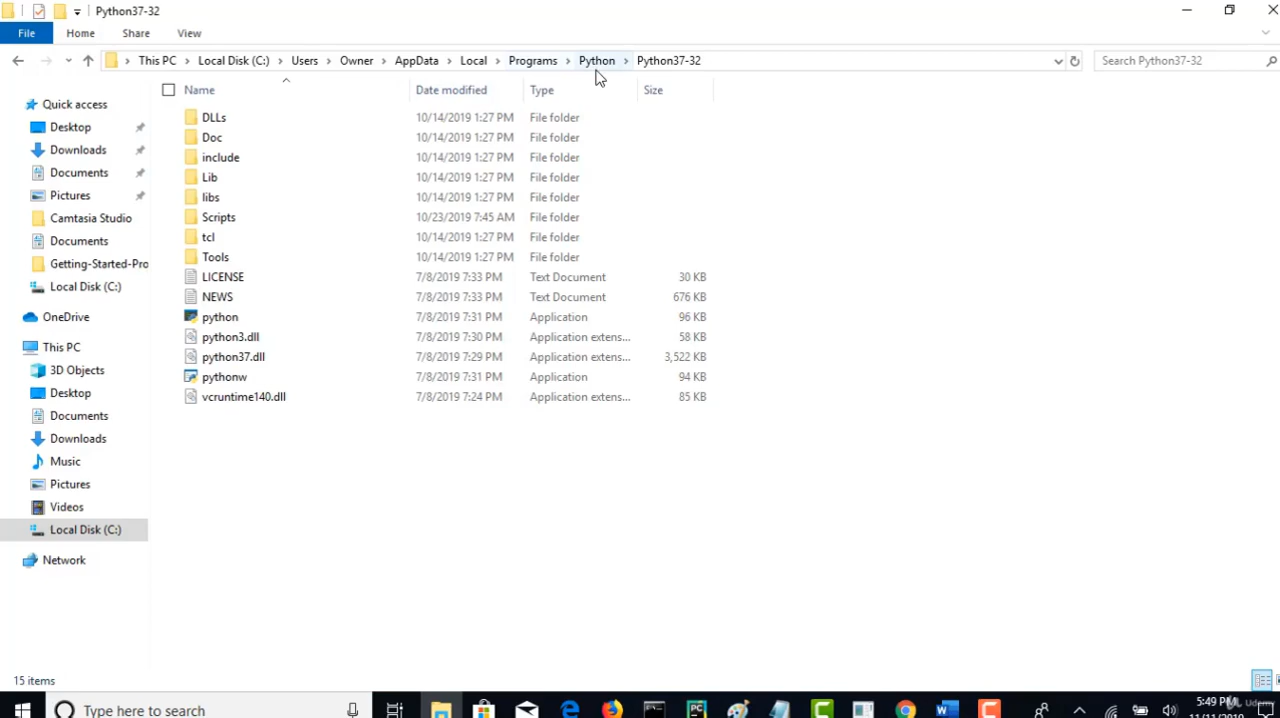 Python37-32
File Home Share View
This PC Local Disk (C:) Users Owner AppData Local Programs Python Python37-32 Search Python37-32
Name Date modified Type Size
Quick access
Desktop
Downloads
Documents
Pictures
Camtasia Studio
Documents
Getting-Started-Pro
Local Disk (C:)
OneDrive
This PC
3D Objects
Desktop
Documents
Downloads
Music
Pictures
Videos
Local Disk (C:)
Network
DLLs 10/14/2019 1:27 PM File folder
Doc 10/14/2019 1:27 PM File folder
include 10/14/2019 1:27 PM File folder
Lib 10/14/2019 1:27 PM File folder
libs 10/14/2019 1:27 PM File folder
Scripts 10/23/2019 7:45 AM File folder
tcl 10/14/2019 1:27 PM File folder
Tools 10/14/2019 1:27 PM File folder
LICENSE 7/8/2019 7:33 PM Text Document 30 KB
NEWS 7/8/2019 7:33 PM Text Document 676 KB
python 7/8/2019 7:31 PM Application 96 KB
python3.dll 7/8/2019 7:30 PM Application extens... 58 KB
python37.dll 7/8/2019 7:29 PM Application extens... 3,522 KB
pythonw 7/8/2019 7:31 PM Application 94 KB
vcruntime140.dll 7/8/2019 7:24 PM Application extens... 85 KB
15 items
Type here to search
5:49 PM